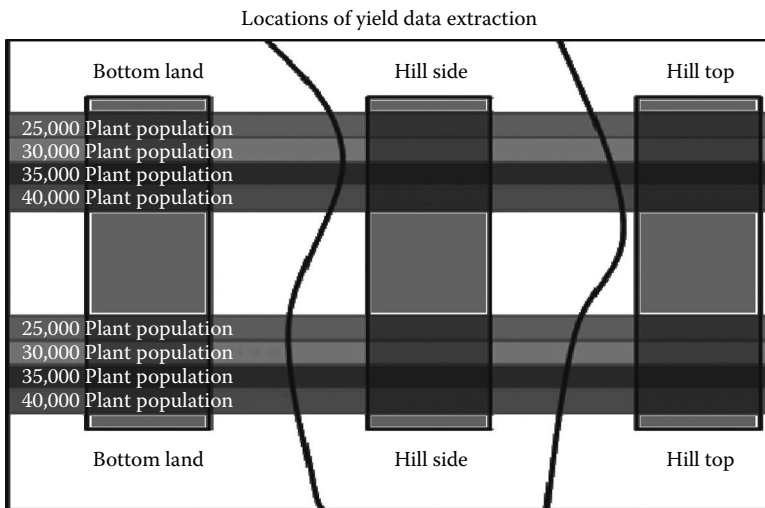 Locations of yield data extraction
Bottom land Hill side Hill top
25,000 Plant population
30,000 Plant population
35,000 Plant population
40,000 Plant population
25,000 Plant population
30,000 Plant population
35,000 Plant population
40,000 Plant population
Bottom land Hill side Hill top